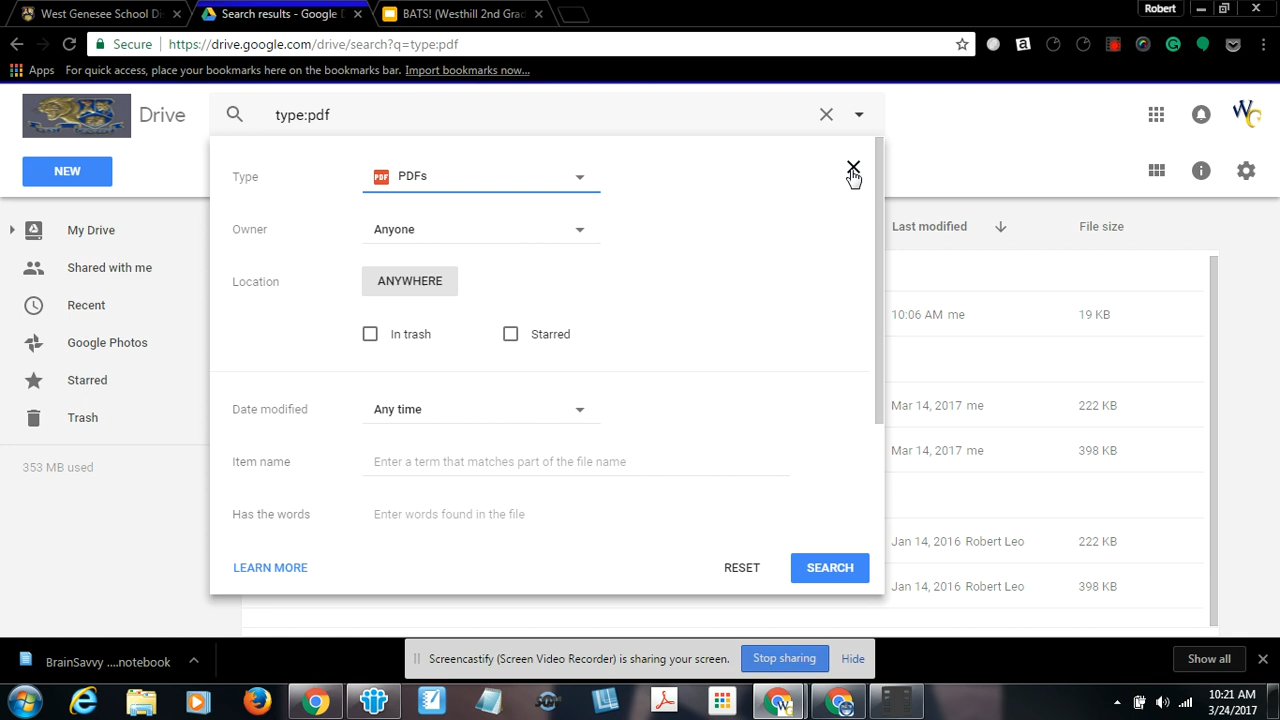 West Genesee School Di
Search results - Google D
BATS! (Westhill 2nd Grad
Robert
Secure
https://drive.google.com/drive/search?q=type:pdf
Apps
For quick access, place your bookmarks here on the bookmarks bar. Import bookmarks now...
Drive
type:pdf
NEW
Type
PDF
PDFs
My Drive
Owner
Anyone
Last modified
File size
Shared with me
Location
ANYWHERE
Recent
10:06 AM me
19 KB
In trash
Starred
Google Photos
Starred
Date modified
Any time
Mar 14, 2017 me
222 KB
Trash
Mar 14, 2017 me
398 KB
353 MB used
Item name
Enter a term that matches part of the file name
Has the words
Enter words found in the file
Jan 14, 2016 Robert Leo
222 KB
LEARN MORE
RESET
SEARCH
Jan 14, 2016 Robert Leo
398 KB
BrainSavvy ....notebook
Screencastify (Screen Video Recorder) is sharing your screen.
Stop sharing
Hide
Show all
10:21 AM
3/24/2017